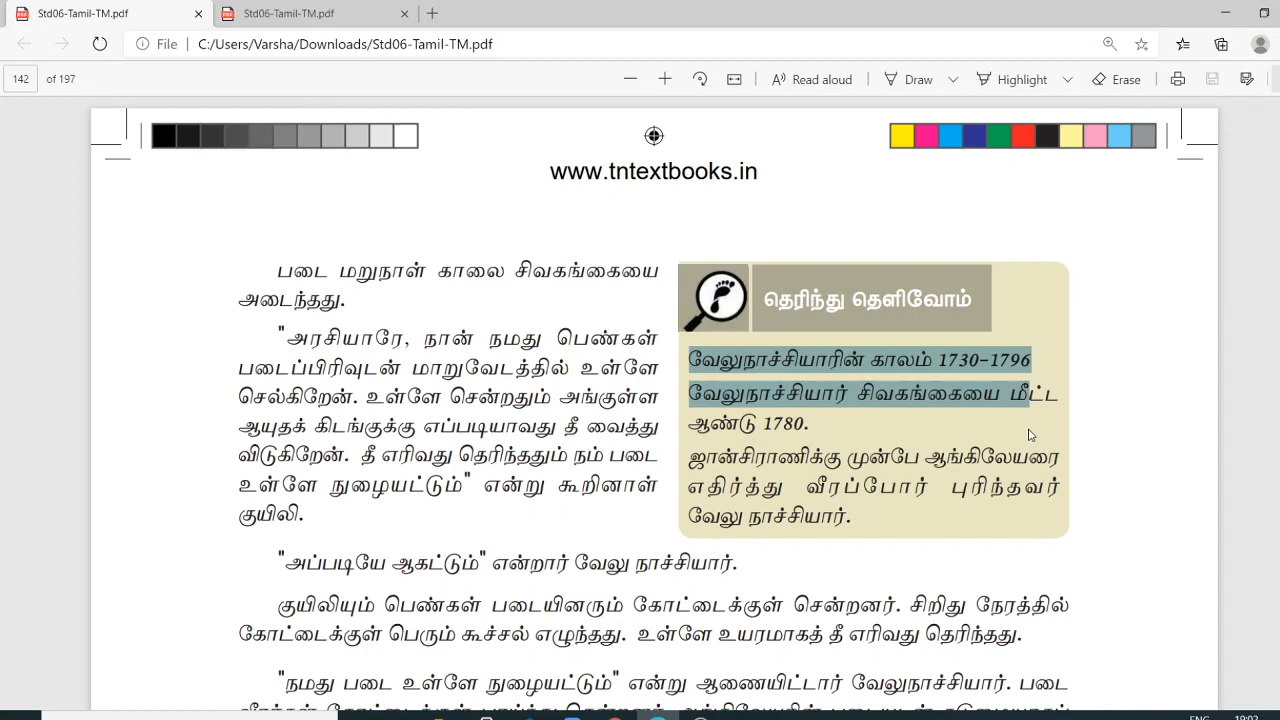 Std06-Tamil-TM.pdf
Std06-Tamil-TM.pdf
File
C:/Users/Varsha/Downloads/Std06-Tamil-TM.pdf
142 of 197
Read aloud
Draw
Highlight
Erase
www.tntextbooks.in
படை மறுநாள் காலை சிவகங்கையை
அடைந்தது.
"அரசியாரே, நான் நமது பெண்கள்
படைப்பிரிவுடன் மாறுவேடத்தில் உள்ளே
செல்கிறேன். உள்ளே சென்றதும் அங்குள்ள
ஆயுதக் கிடங்குக்கு எப்படியாவது தீ வைத்து
விடுகிறேன். தீ எரிவது தெரிந்ததும் நம் படை
உள்ளே நுழையட்டும்" என்று கூறினாள்
குயிலி.
தெரிந்து தெளிவோம்
வேலுநாச்சியாரின் காலம் 1730-1796
வேலுநாச்சியார் சிவகங்கையை மீட்ட
ஆண்டு 1780.
ஜான்சிராணிக்கு முன்பே ஆங்கிலேயரை
எதிர்த்து வீரப்போர் புரிந்தவர்
வேலு நாச்சியார்.
"அப்படியே ஆகட்டும்" என்றார் வேலு நாச்சியார்.
குயிலியும் பெண்கள் படையினரும் கோட்டைக்குள் சென்றனர். சிறிது நேரத்தில்
கோட்டைக்குள் பெரும் கூச்சல் எழுந்தது. உள்ளே உயரமாகத் தீ எரிவது தெரிந்தது.
"நமது படை உள்ளே நுழையட்டும்" என்று ஆணையிட்டார் வேலுநாச்சியார். படை